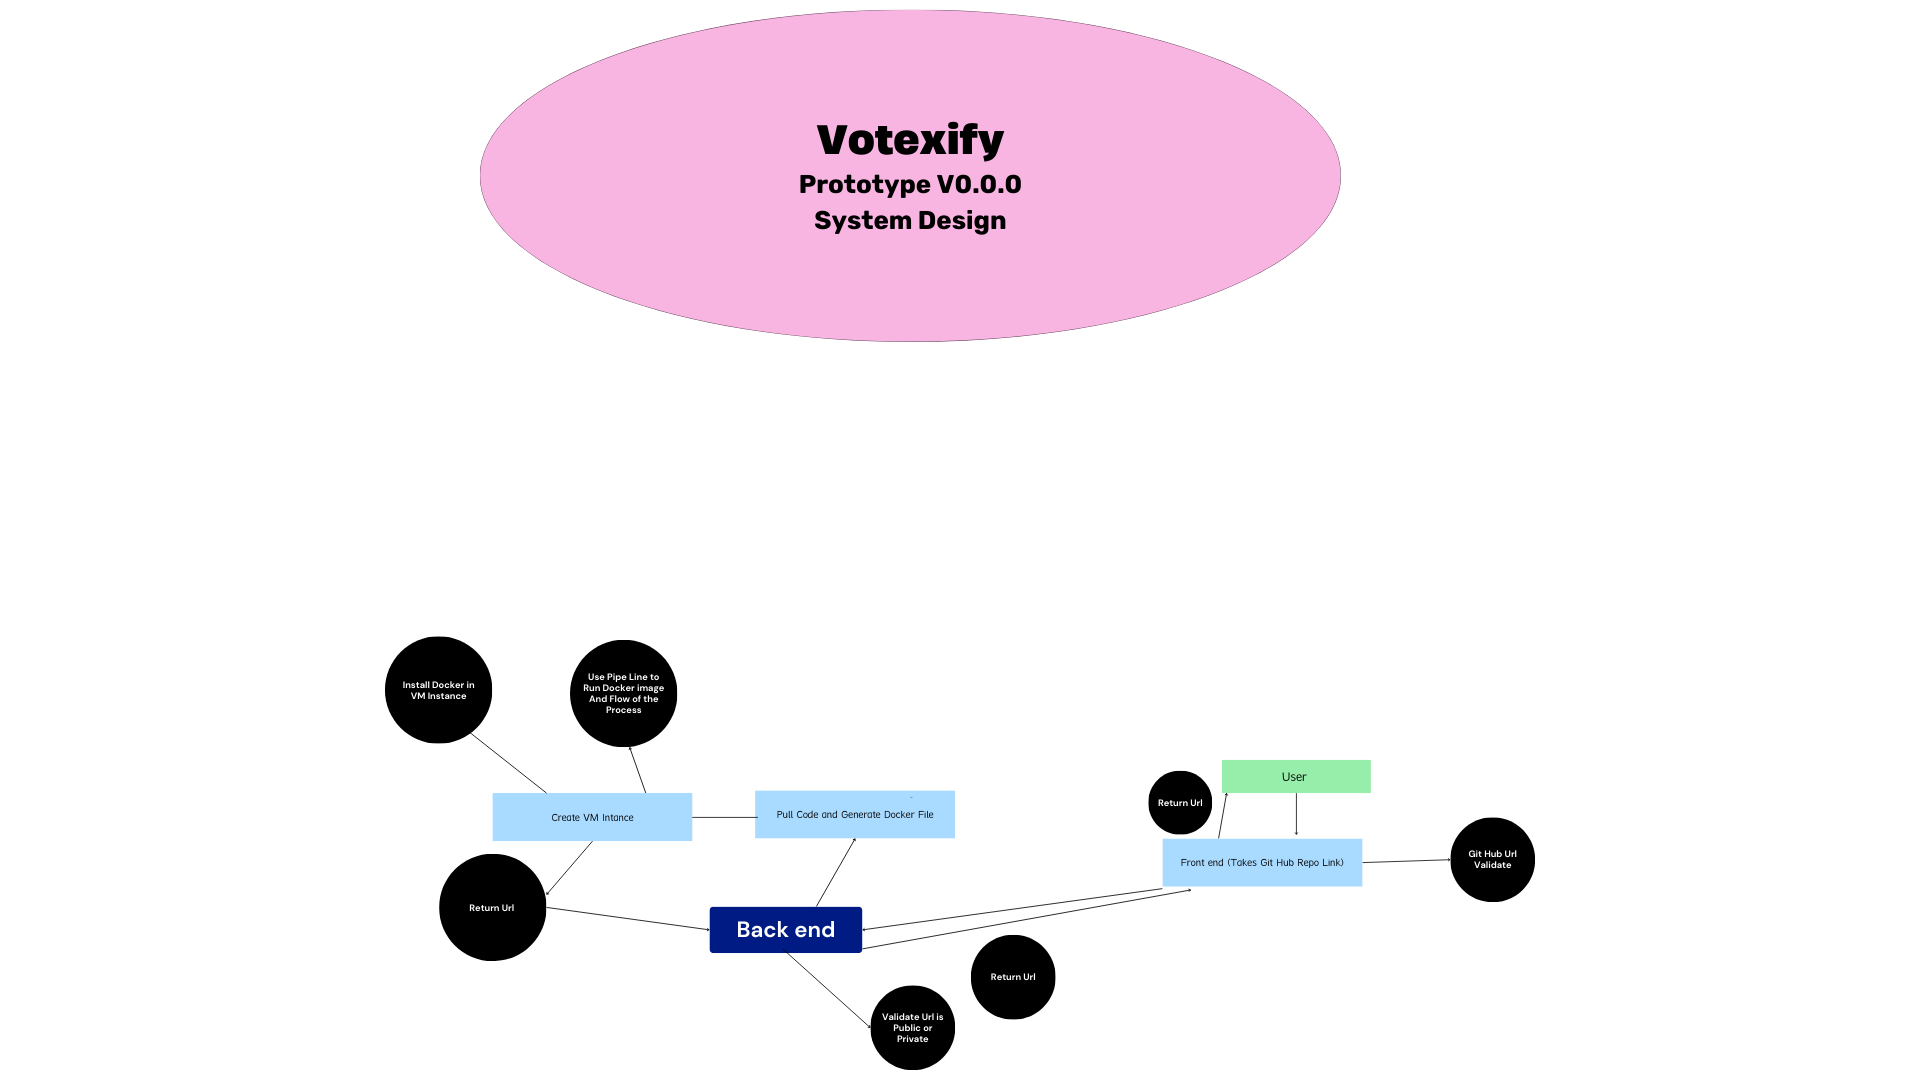 Votexify
Prototype V0.0.0
System Design
Install Docker in
VM Instance
Use Pipe Line to
Run Docker image
And Flow of the
Process
Create VM Intance
Pull Code and Generate Docker File
Return Url
Back end
Validate Url is
Public or
Private
Return Url
Return Url
User
Front end (Takes Git Hub Repo Link)
Git Hub Url
Validate